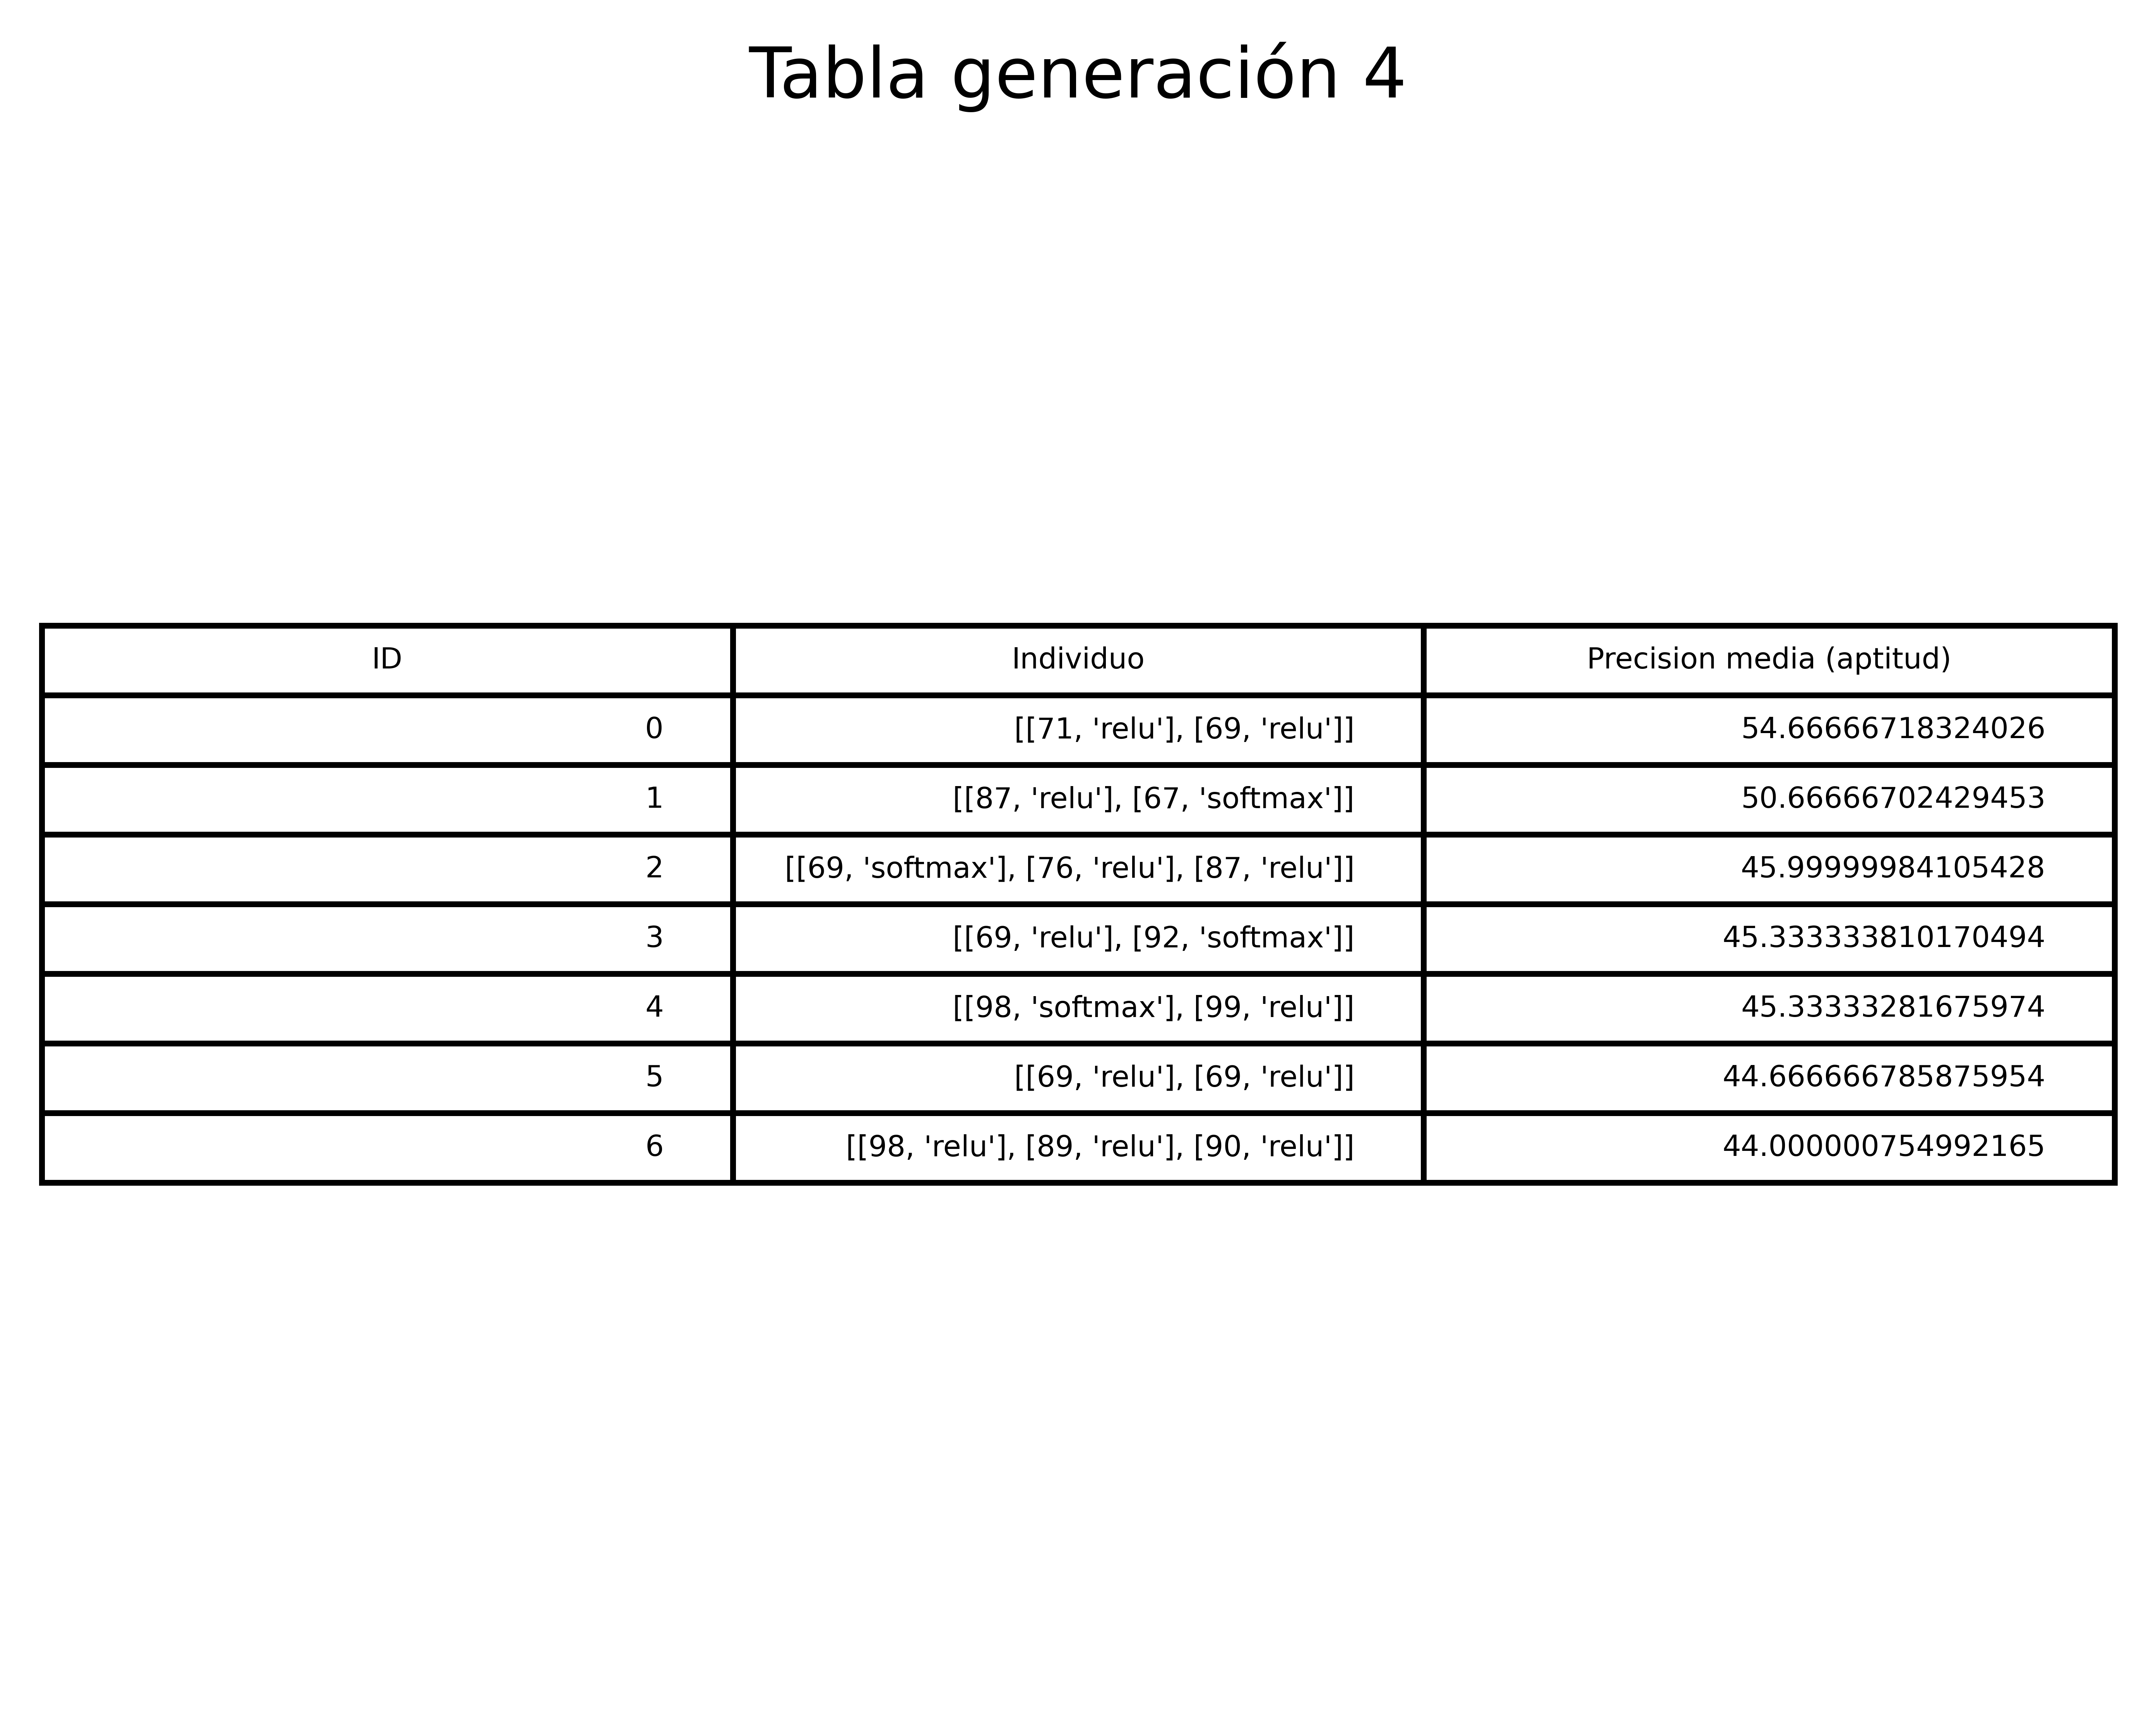 Tabla generación 4
ID Individuo Precision media (aptitud)
0 [[71, 'relu'], [69, 'relu']] 54.66666718324026
1 [[87, 'relu'], [67, 'softmax']] 50.66666702429453
2 [[69, 'softmax'], [76, 'relu'], [87, 'relu']] 45.99999984105428
3 [[69, 'relu'], [92, 'softmax']] 45.333333810170494
4 [[98, 'softmax'], [99, 'relu']] 45.33333281675974
5 [[69, 'relu'], [69, 'relu']] 44.666666785875954
6 [[98, 'relu'], [89, 'relu'], [90, 'relu']] 44.000000754992165